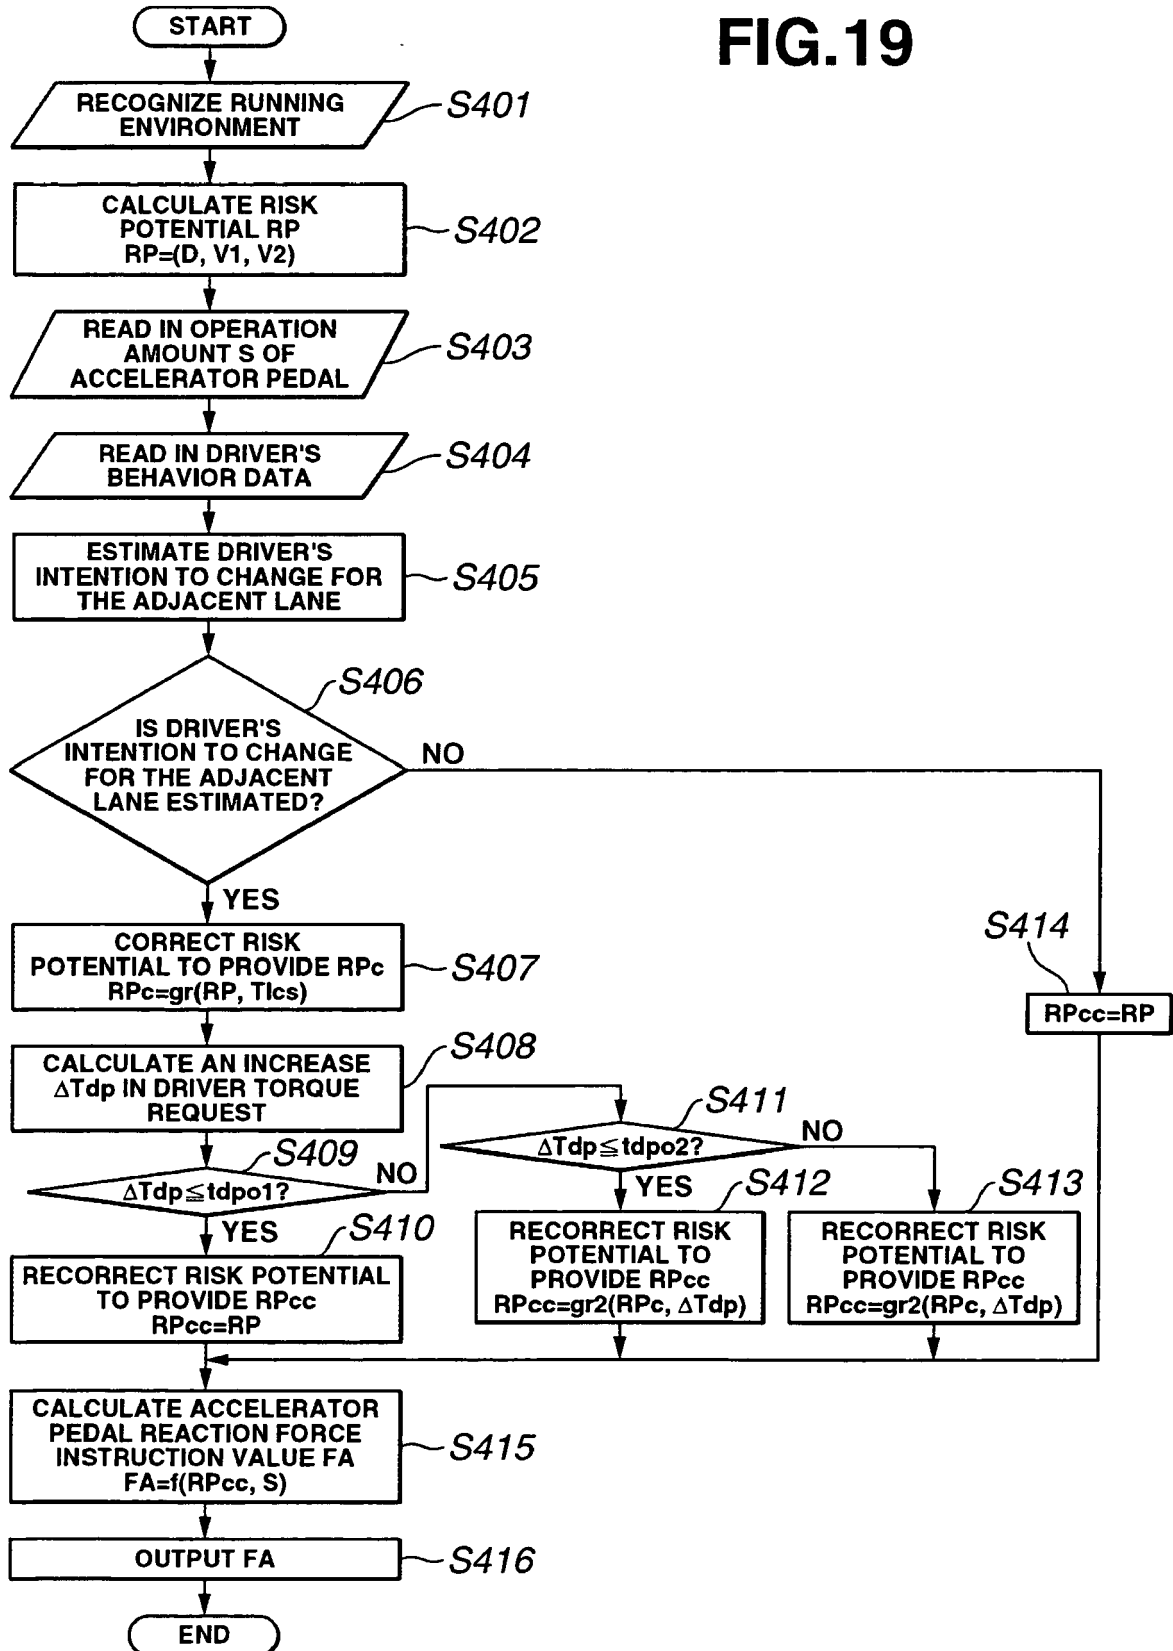 FIG.19
START
RECOGNIZE RUNNING
ENVIRONMENT
S401
CALCULATE RISK
POTENTIAL RP
RP=(D, V1, V2)
S402
READ IN OPERATION
AMOUNT S OF
ACCELERATOR PEDAL
S403
READ IN DRIVER'S
BEHAVIOR DATA
S404
ESTIMATE DRIVER'S
INTENTION TO CHANGE FOR
THE ADJACENT LANE
S405
S406
IS DRIVER'S
INTENTION TO CHANGE
FOR THE ADJACENT
LANE ESTIMATED?
NO
YES
CORRECT RISK
POTENTIAL TO PROVIDE RPc
RPc=gr(RP, Tlcs)
S407
S414
RPcc=RP
CALCULATE AN INCREASE
ΔTdp IN DRIVER TORQUE
REQUEST
S408
S409
ΔTdp≦tdpo1?
NO
YES
S411
ΔTdp≦tdpo2?
NO
YES
S410
RECORRECT RISK POTENTIAL
TO PROVIDE RPcc
RPcc=RP
S412
RECORRECT RISK
POTENTIAL TO
PROVIDE RPcc
RPcc=gr2(RPc, ΔTdp)
S413
RECORRECT RISK
POTENTIAL TO
PROVIDE RPcc
RPcc=gr2(RPc, ΔTdp)
CALCULATE ACCELERATOR
PEDAL REACTION FORCE
INSTRUCTION VALUE FA
FA=f(RPcc, S)
S415
OUTPUT FA
S416
END